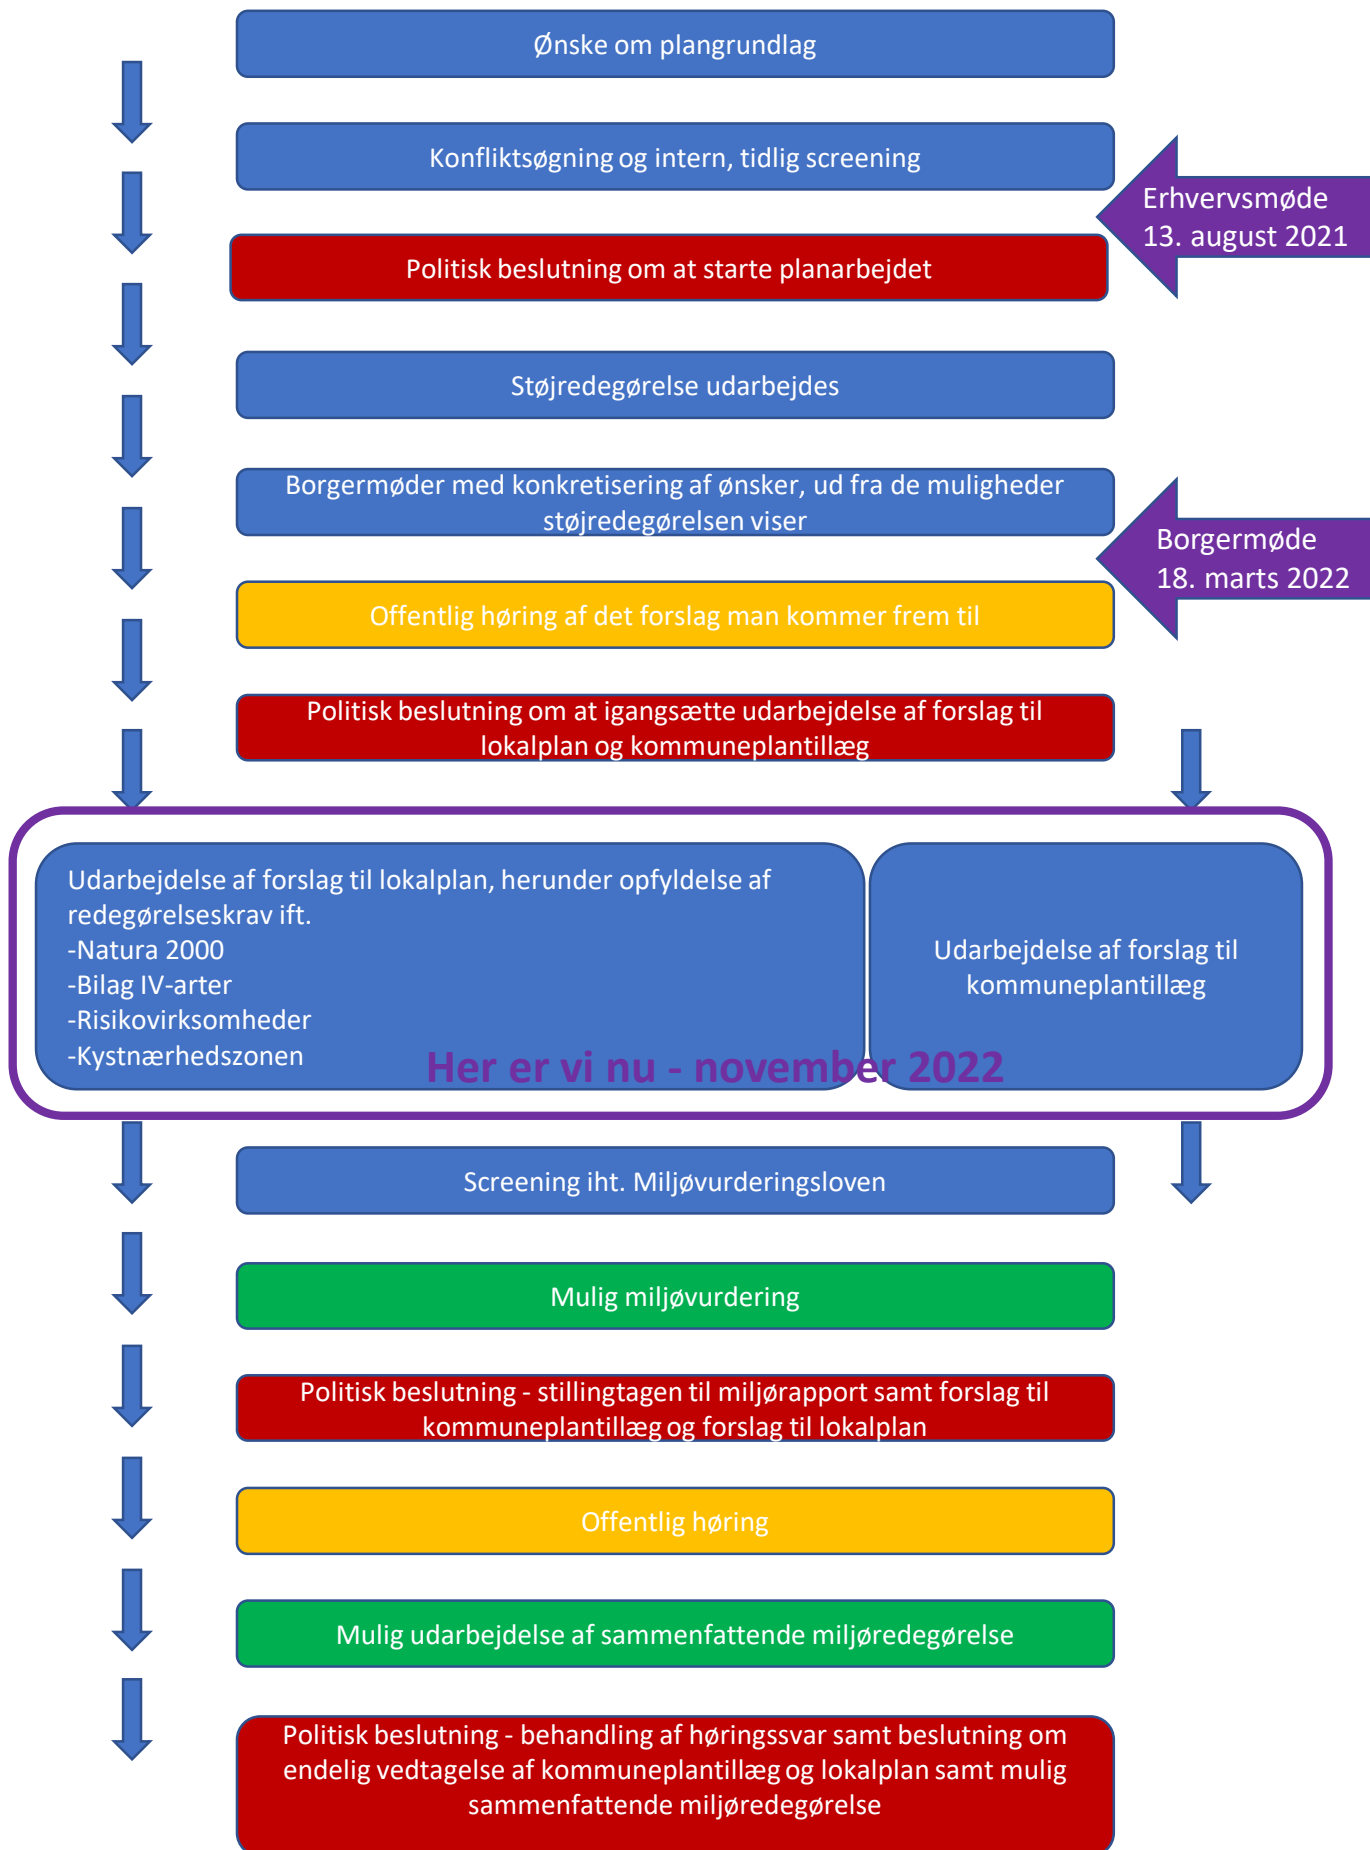 Ønske om plangrundlag
Konfliktsøgning og intern, tidlig screening
Erhvervsmøde
13. august 2021
Politisk beslutning om at starte planarbejdet
Støjredegørelse udarbejdes
Borgermøder med konkretisering af ønsker, ud fra de muligheder
støjredegørelsen viser
Borgermøde
18. marts 2022
Offentlig høring af det forslag man kommer frem til
Politisk beslutning om at igangsætte udarbejdelse af forslag til
lokalplan og kommuneplantillæg
Udarbejdelse af forslag til lokalplan, herunder opfyldelse af
redegørelseskrav ift.
-Natura 2000
-Bilag IV-arter
-Risikovirksomheder
-Kystnærhedszonen
Udarbejdelse af forslag til
kommuneplantillæg
Her er vi nu - november 2022
Screening iht. Miljøvurderingsloven
Mulig miljøvurdering
Politisk beslutning - stillingtagen til miljørapport samt forslag til
kommuneplantillæg og forslag til lokalplan
Offentlig høring
Mulig udarbejdelse af sammenfattende miljøredegørelse
Politisk beslutning - behandling af høringssvar samt beslutning om
endelig vedtagelse af kommuneplantillæg og lokalplan samt mulig
sammenfattende miljøredegørelse